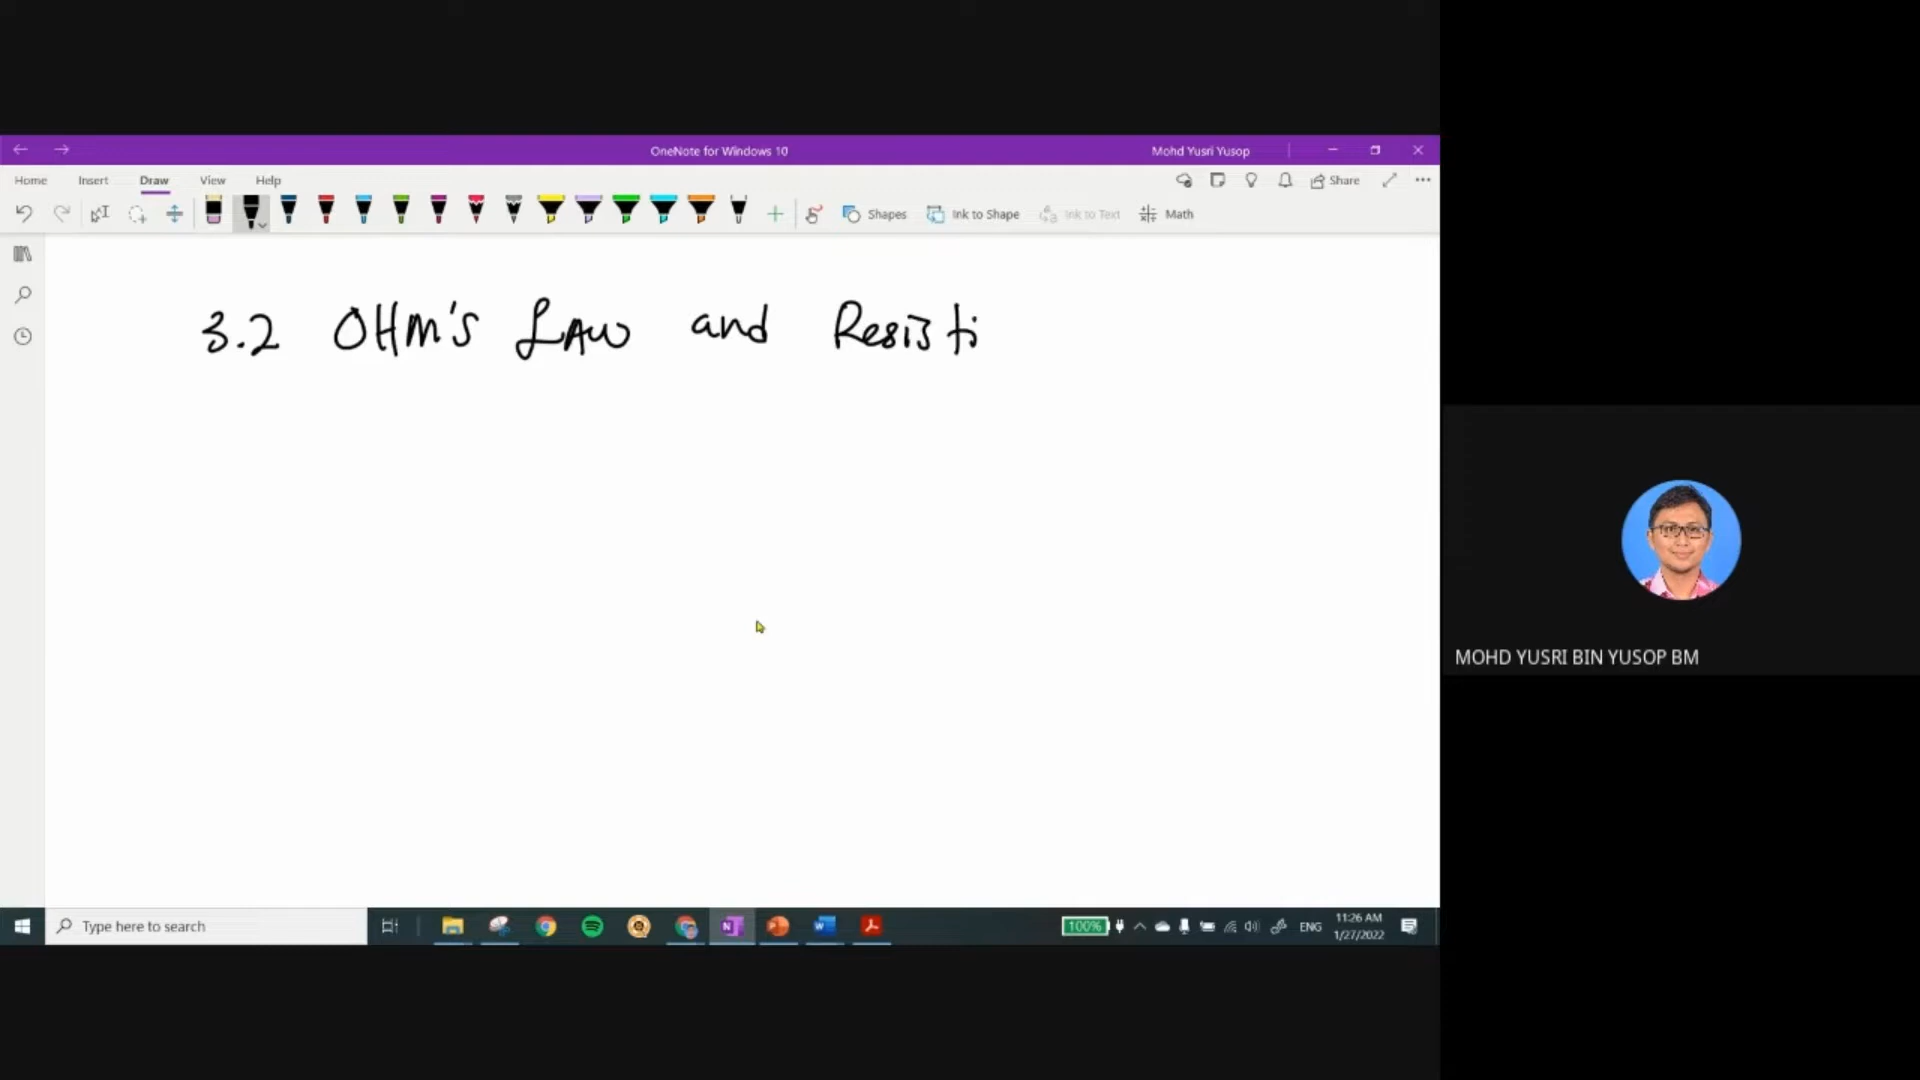 OneNote for Windows 10
Mohd Yusri Yusop
Home Insert Draw View Help
Share
Shapes
Ink to Shape
Ink to Text
Math
3.2 OHM's LAW and Resisti
MOHD YUSRI BIN YUSOP BM
Type here to search
100%
ENG
11:26 AM
1/27/2022